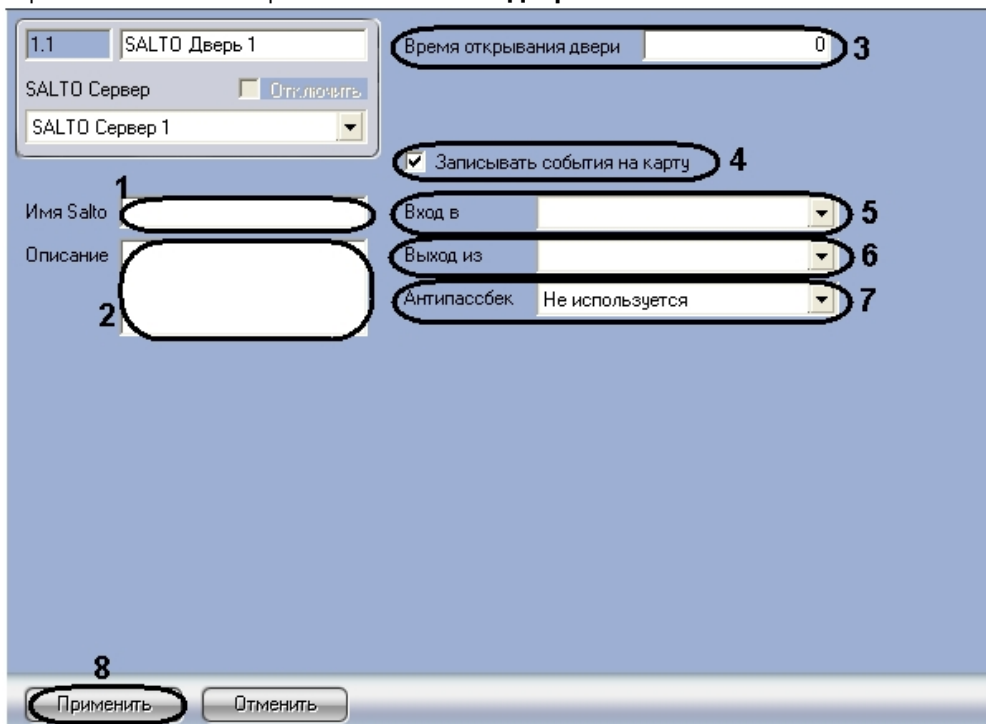 1.1 SALTO Дверь 1
SALTO Сервер Отключить
SALTO Сервер 1
Время открывания двери 0 3
Записывать события на карту 4
1
Имя Salto
Описание
2
Вход в 5
Выход из 6
Антипассбек Не используется 7
8
Применить Отменить